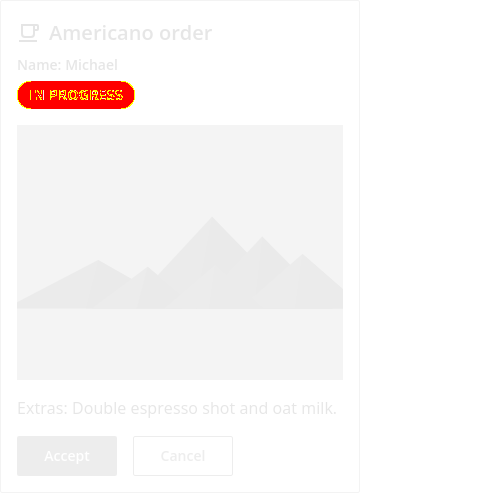 Americano order
Name: Michael
IN PROGRESS
Extras: Double espresso shot and oat milk.
Accept
Cancel